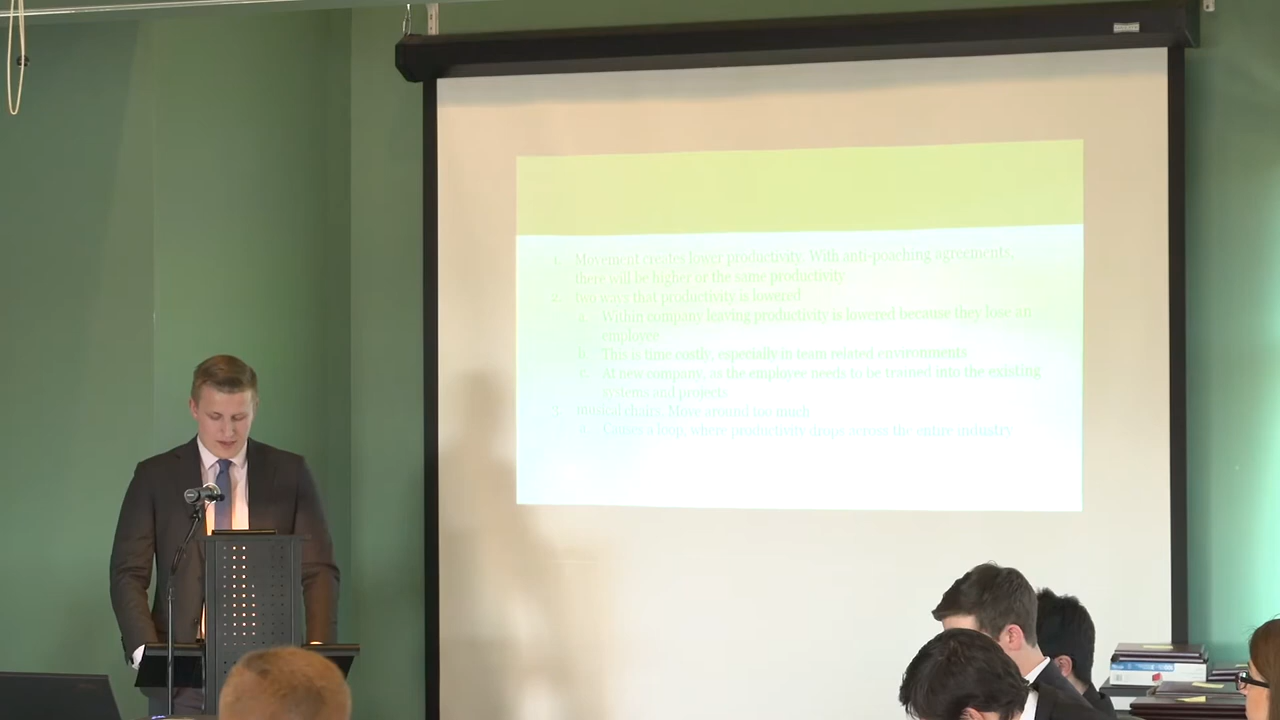 1. Movement creates lower productivity. With anti-poaching agreements,
there will be higher or the same productivity
2. two ways that productivity is lowered
a. Within company leaving productivity is lowered because they lose an
employee
b. This is time costly, especially in team related environments
c. At new company, as the employee needs to be trained into the existing
systems and projects
3. musical chairs. Move around too much
a. Causes a loop, where productivity drops across the entire industry